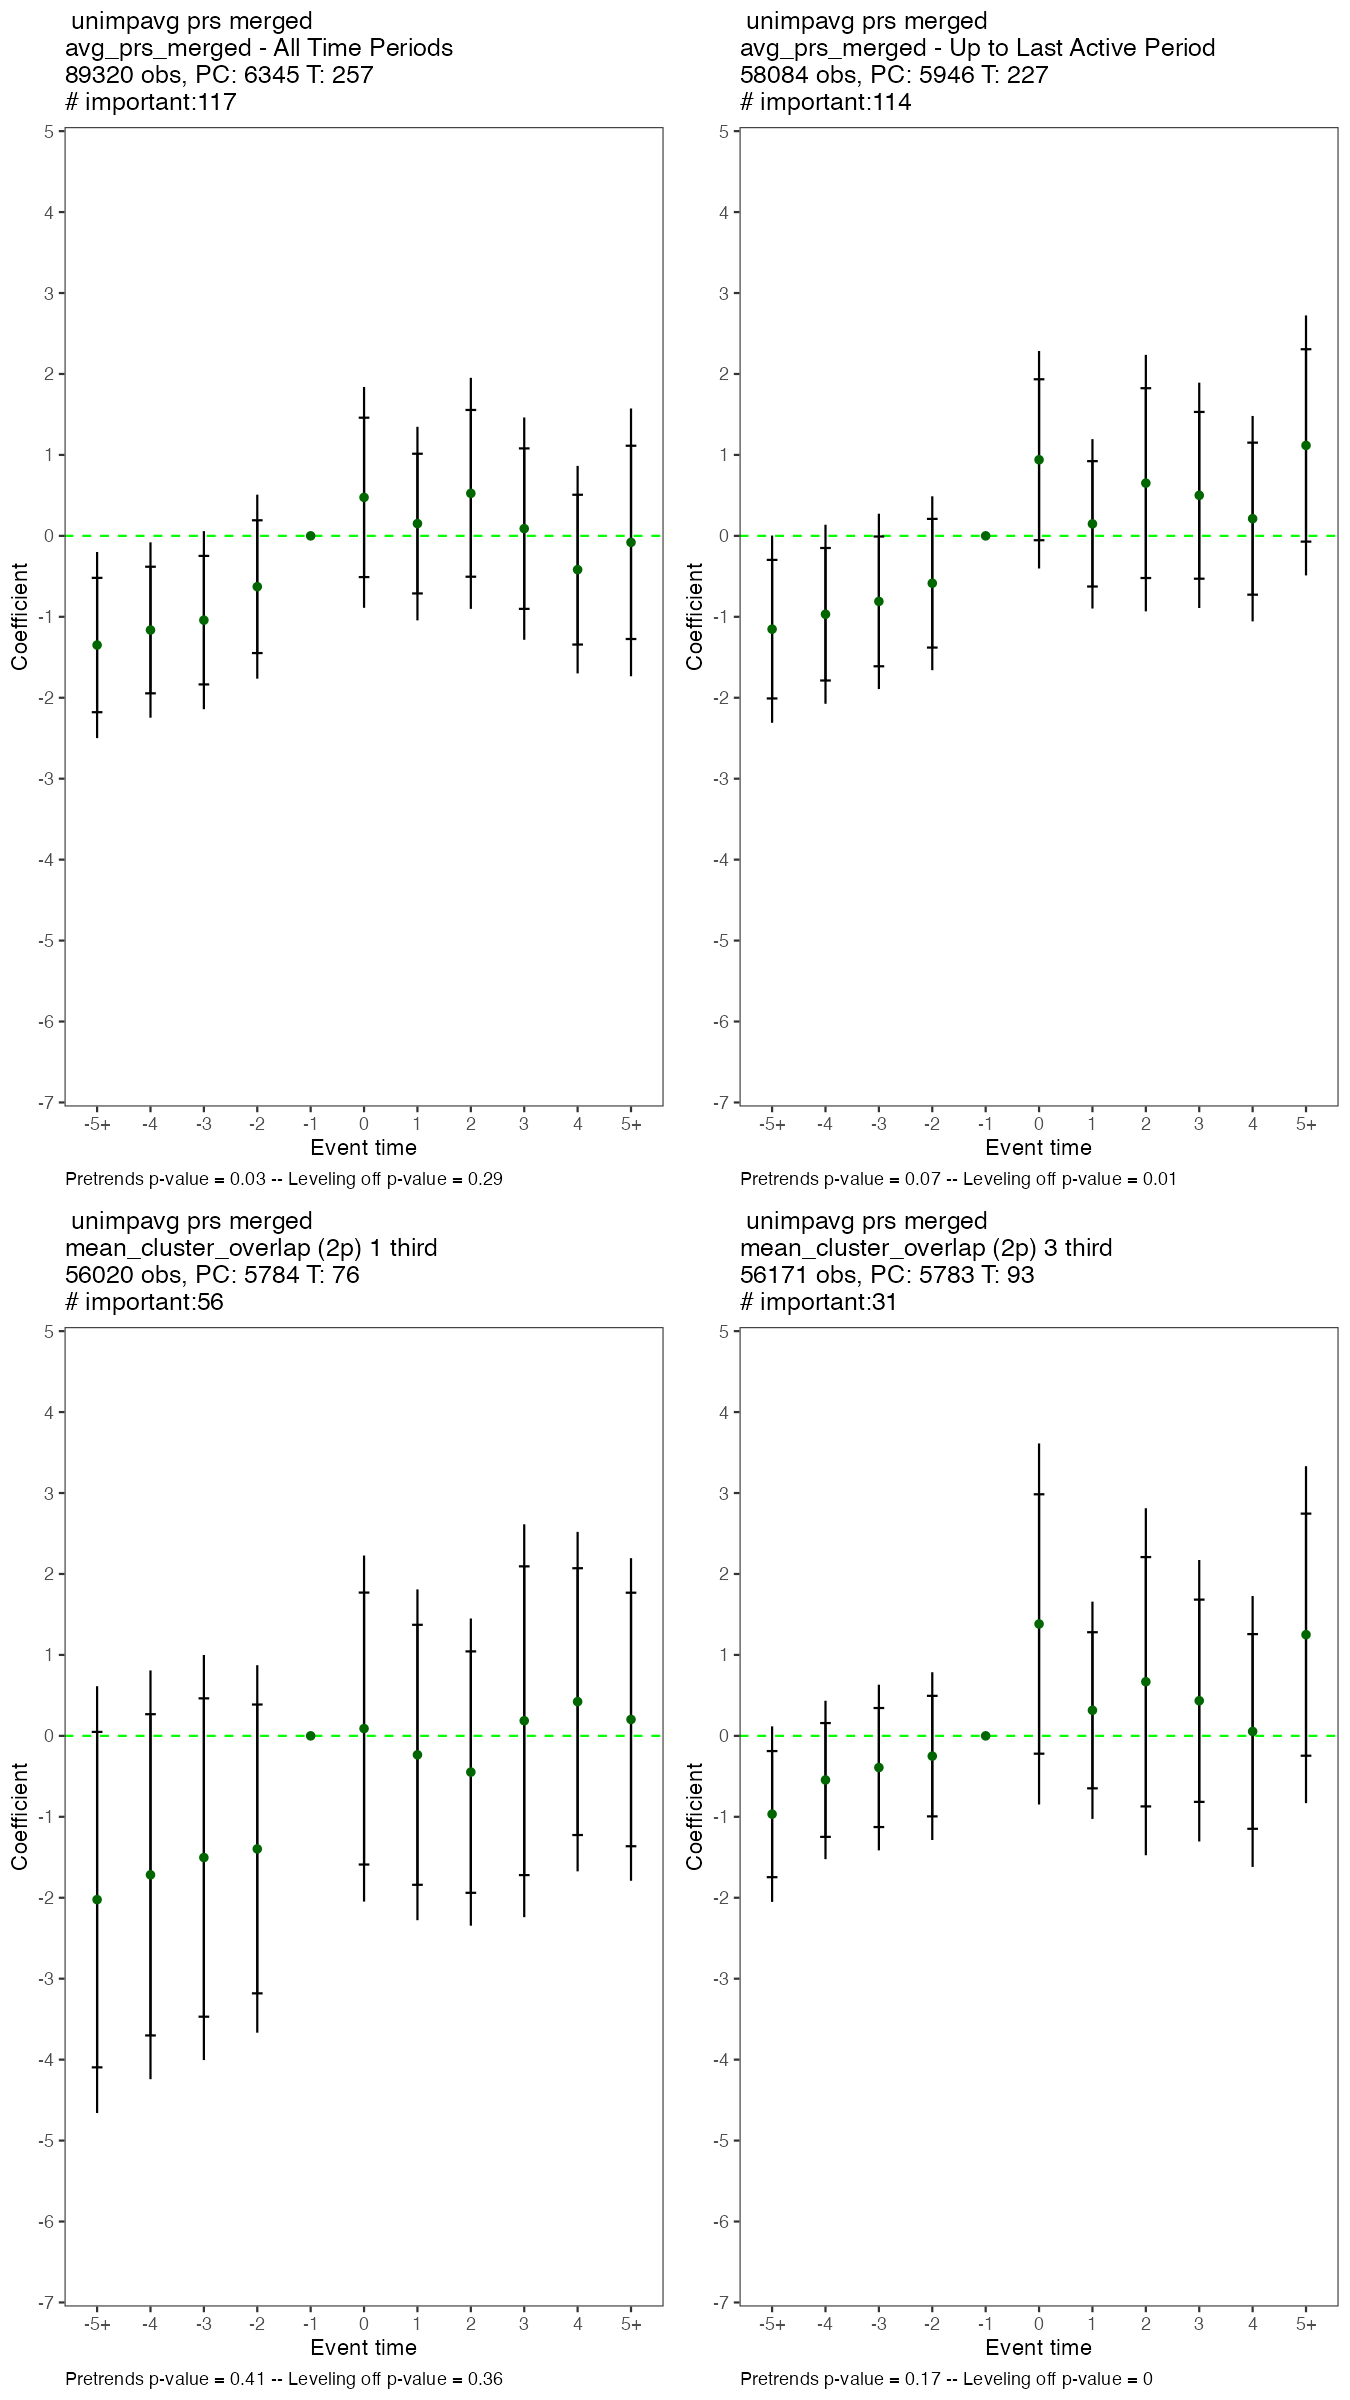 unimpavg prs merged
avg_prs_merged - All Time Periods
89320 obs, PC: 6345 T: 257
# important:117
5
4
3
2
1
0
-1
-2
-3
-4
-5
-6
-7
Coefficient
-5+ -4 -3 -2 -1 0 1 2 3 4 5+
Event time
Pretrends p-value = 0.03 -- Leveling off p-value = 0.29
unimpavg prs merged
avg_prs_merged - Up to Last Active Period
58084 obs, PC: 5946 T: 227
# important:114
5
4
3
2
1
0
-1
-2
-3
-4
-5
-6
-7
Coefficient
-5+ -4 -3 -2 -1 0 1 2 3 4 5+
Event time
Pretrends p-value = 0.07 -- Leveling off p-value = 0.01
unimpavg prs merged
mean_cluster_overlap (2p) 1 third
56020 obs, PC: 5784 T: 76
# important:56
5
4
3
2
1
0
-1
-2
-3
-4
-5
-6
-7
Coefficient
-5+ -4 -3 -2 -1 0 1 2 3 4 5+
Event time
Pretrends p-value = 0.41 -- Leveling off p-value = 0.36
unimpavg prs merged
mean_cluster_overlap (2p) 3 third
56171 obs, PC: 5783 T: 93
# important:31
5
4
3
2
1
0
-1
-2
-3
-4
-5
-6
-7
Coefficient
-5+ -4 -3 -2 -1 0 1 2 3 4 5+
Event time
Pretrends p-value = 0.17 -- Leveling off p-value = 0